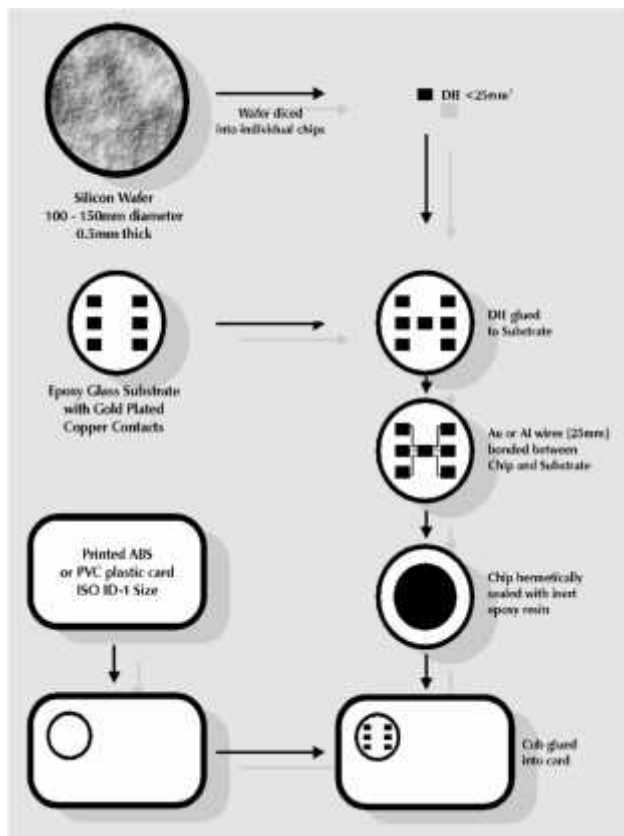 Wafer diced
into individual chips
DIE <25mm²
Silicon Wafer
100 - 150mm diameter
0.5mm thick
DIE glued
to Substrate
Epoxy Glass Substrate
with Gold Plated
Copper Contacts
Au or Al wires [25mm]
bonded between
Chip and Substrate
Printed ABS
or PVC plastic card
ISO ID-1 Size
Chip hermetically
sealed with inert
epoxy resin
glued
into card